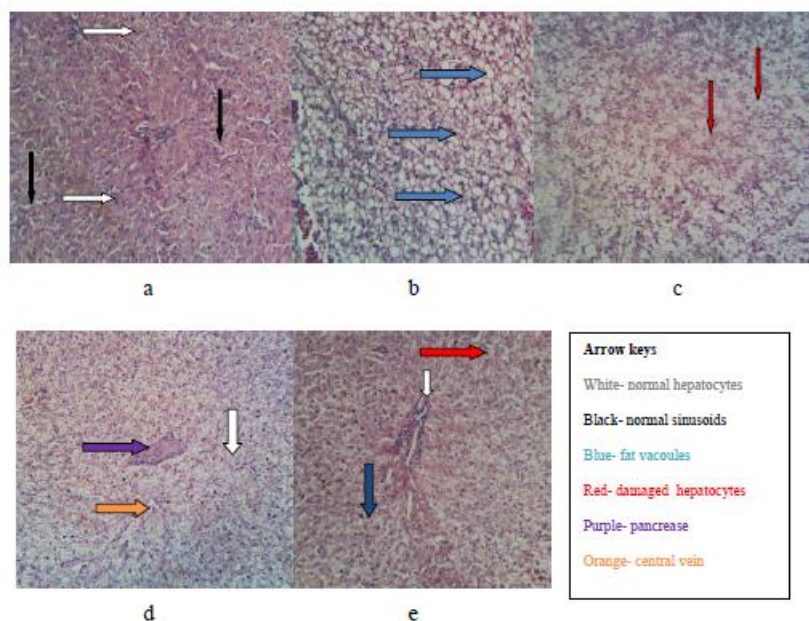 a
b
c
d
e
Arrow keys
White- normal hepatocytes
Black- normal sinusoids
Blue- fat vacoules
Red- damaged hepatocytes
Purple- pancrease
Orange- central vein